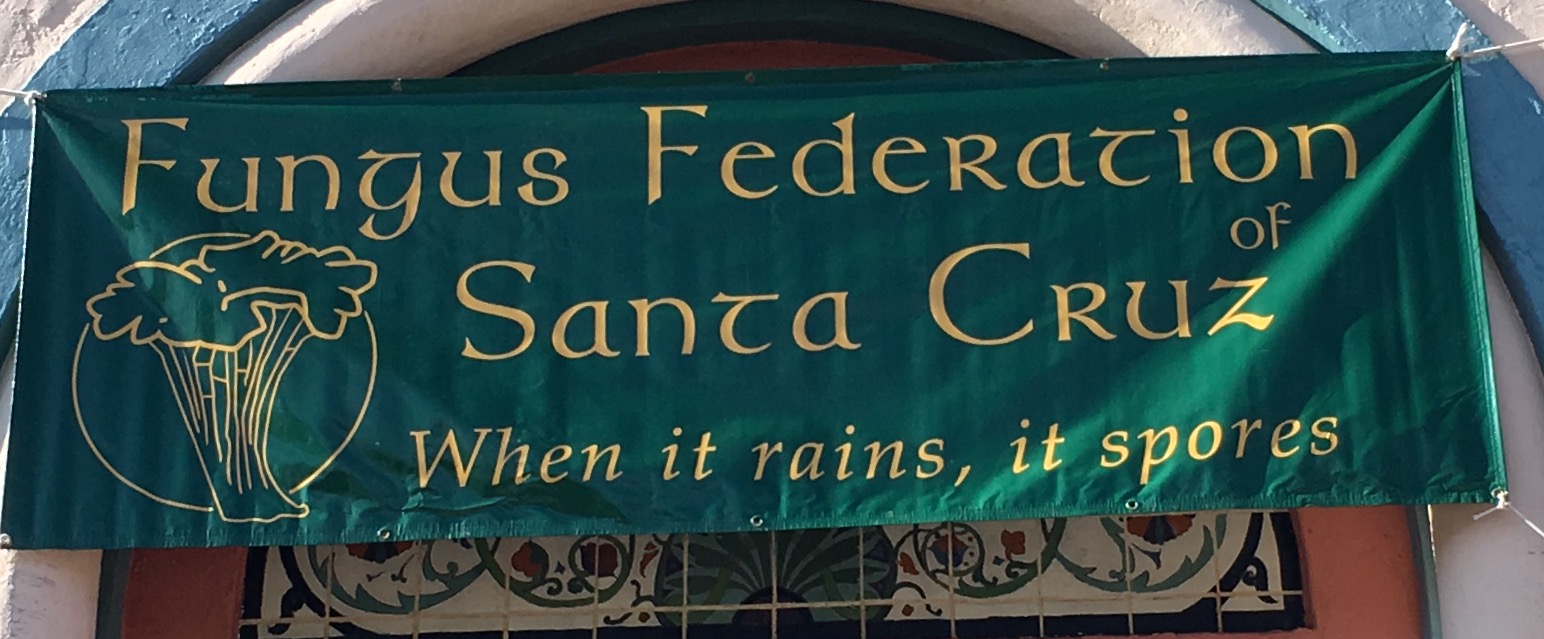 Fungus Federation
of
Santa Cruz
When it rains, it spores